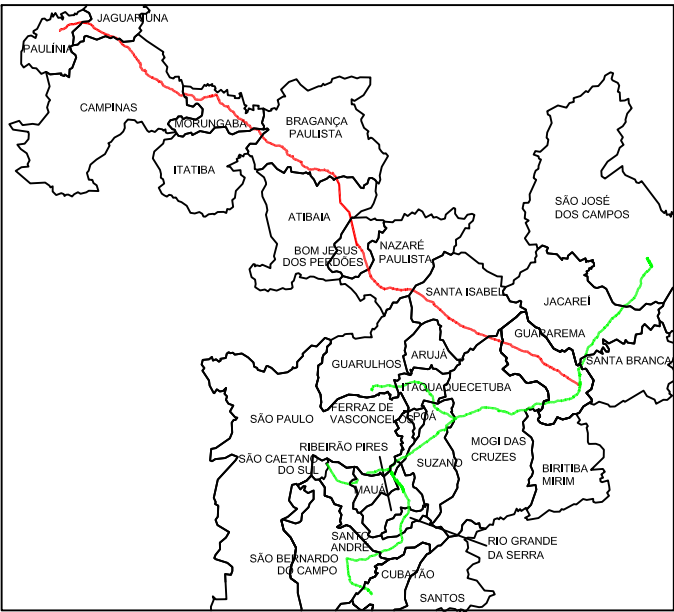 JAGUARIUNA
PAULÍNIA
CAMPINAS
MORUNGABA
BRAGANÇA
PAULISTA
ITATIBA
SÃO JOSÉ
DOS CAMPOS
ATIBAIA
BOM JESUS
DOS PERDÕES
NAZARÉ
PAULISTA
SANTA ISABEL
JACAREÍ
GUARAREMA
ARUJÁ
GUARULHOS
SANTA BRANCA
ITAQUAQUECETUBA
FERRAZ DE
VASCONCELOS
POÁ
SÃO PAULO
RIBEIRÃO PIRES
MOGI DAS
CRUZES
SÃO CAETANO
DO SUL
SUZANO
BIRITIBA
MIRIM
MAUÁ
SANTO
ANDRÉ
RIO GRANDE
DA SERRA
SÃO BERNARDO
DO CAMPO
CUBATÃO
SANTOS